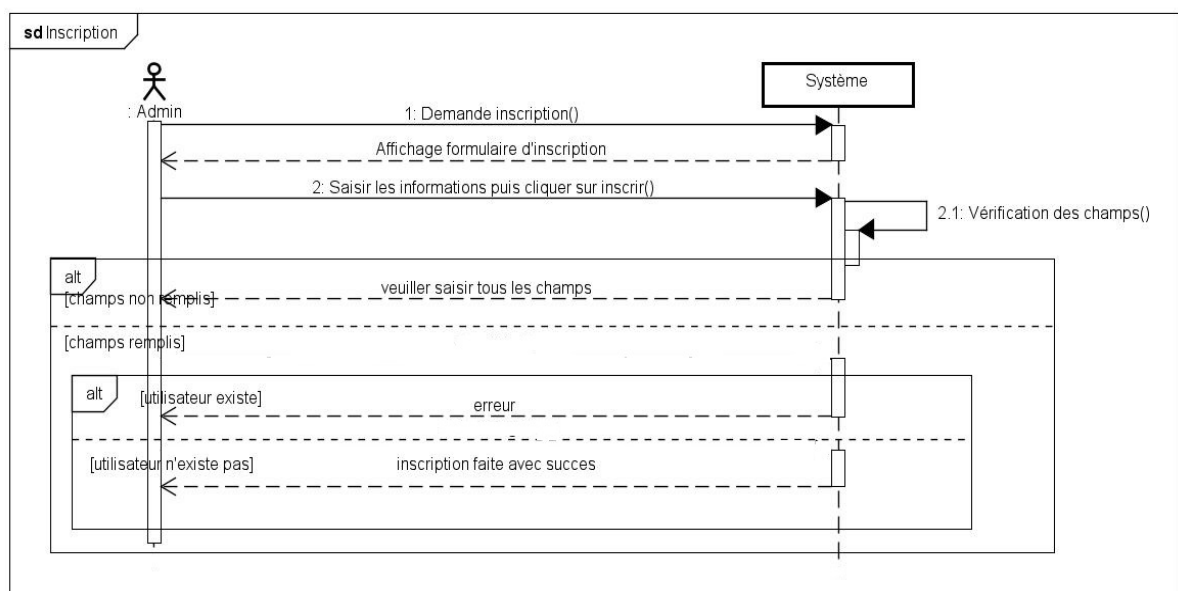 sd Inscription
Système
: Admin
1: Demande inscription()
Affichage formulaire d'inscription
2: Saisir les informations puis cliquer sur inscrir()
2.1: Vérification des champs()
alt
veuiller saisir tous les champs
[champs non remplis]
[champs remplis]
alt
[utilisateur existe]
erreur
[utilisateur n'existe pas]
inscription faite avec succes